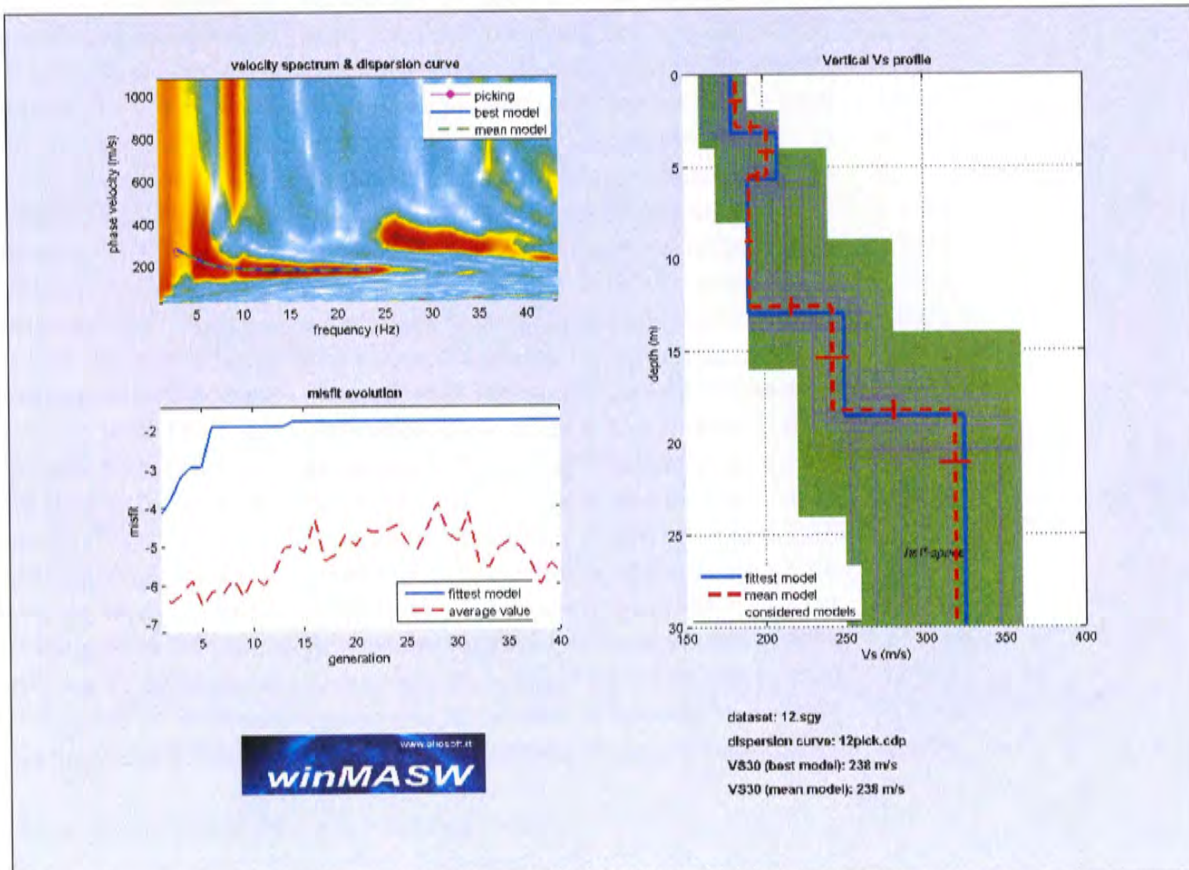 velocity spectrum & dispersion curve
1000
800
600
400
200
phase velocity (m/s)
picking
best model
mean model
5 10 15 20 25 30 35 40
frequency (Hz)
misfit evolution
-2
-3
-4
-5
-6
-7
misfit
fittest model
average value
5 10 15 20 25 30 35 40
generation
www.eliosoft.it
winMASW
Vertical Vs profile
0
5
10
15
20
25
30
depth (m)
half-space
fittest model
mean model
considered models
150 200 250 300 350 400
Vs (m/s)
dataset: 12.sgy
dispersion curve: 12pick.cdp
VS30 (best model): 238 m/s
VS30 (mean model): 238 m/s